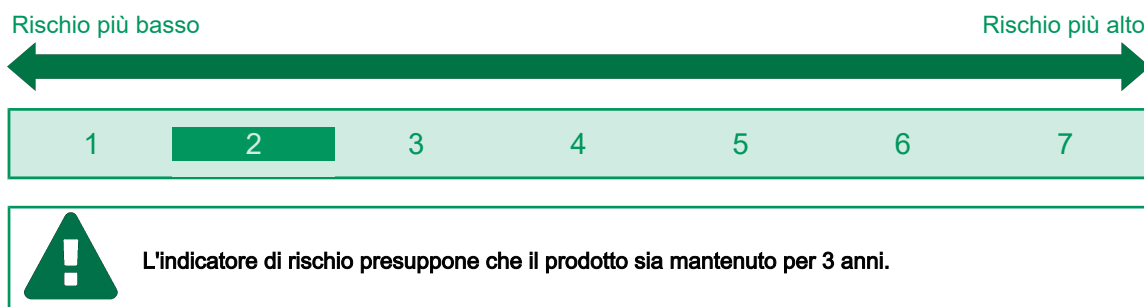 Rischio più basso Rischio più alto
1 2 3 4 5 6 7
L'indicatore di rischio presuppone che il prodotto sia mantenuto per 3 anni.